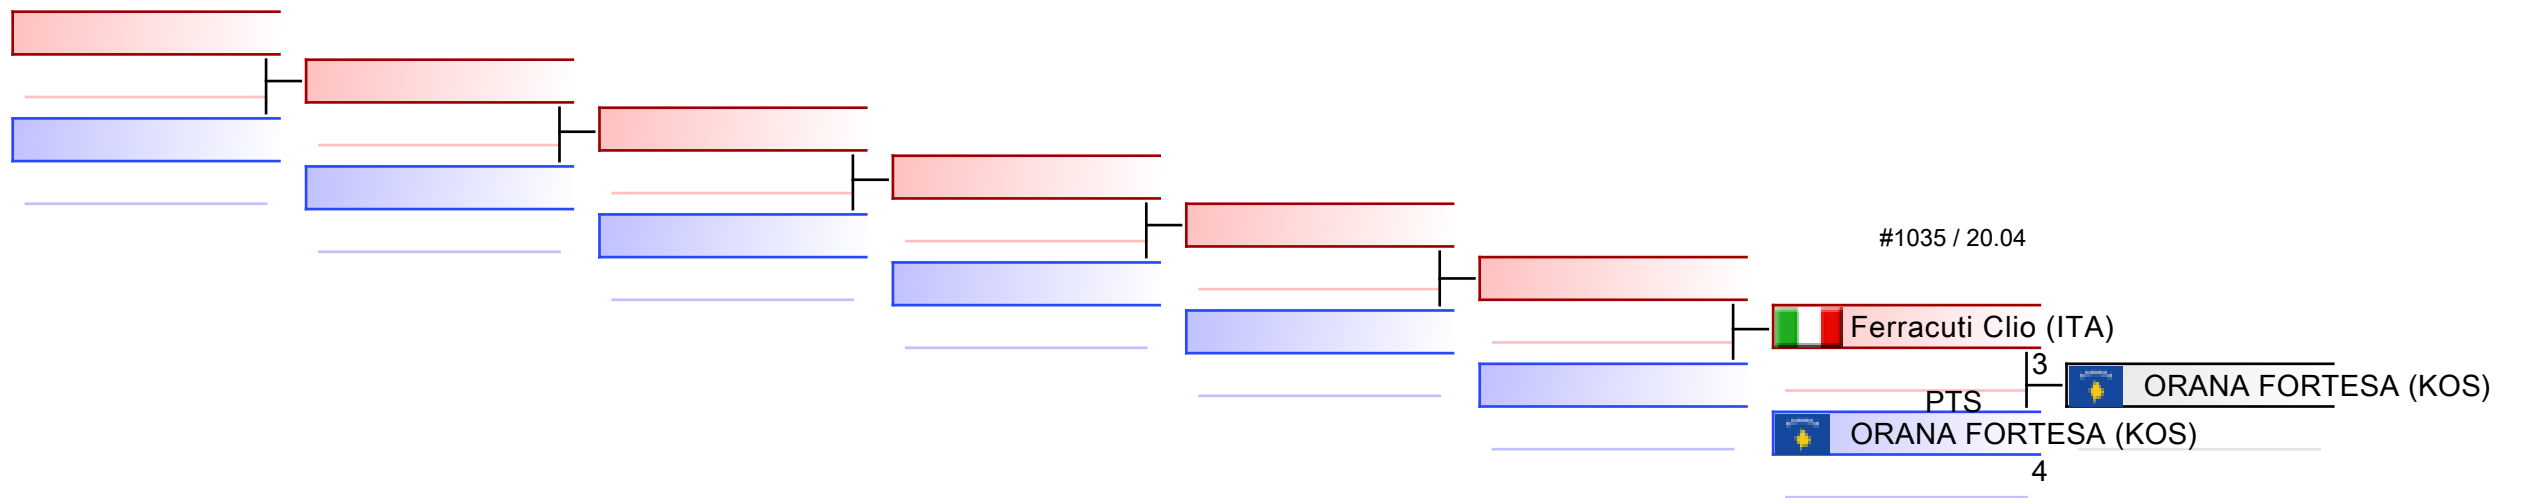 #1035 / 20.04
Ferracuti Clio (ITA)
3
ORANA FORTESA (KOS)
PTS
ORANA FORTESA (KOS)
4